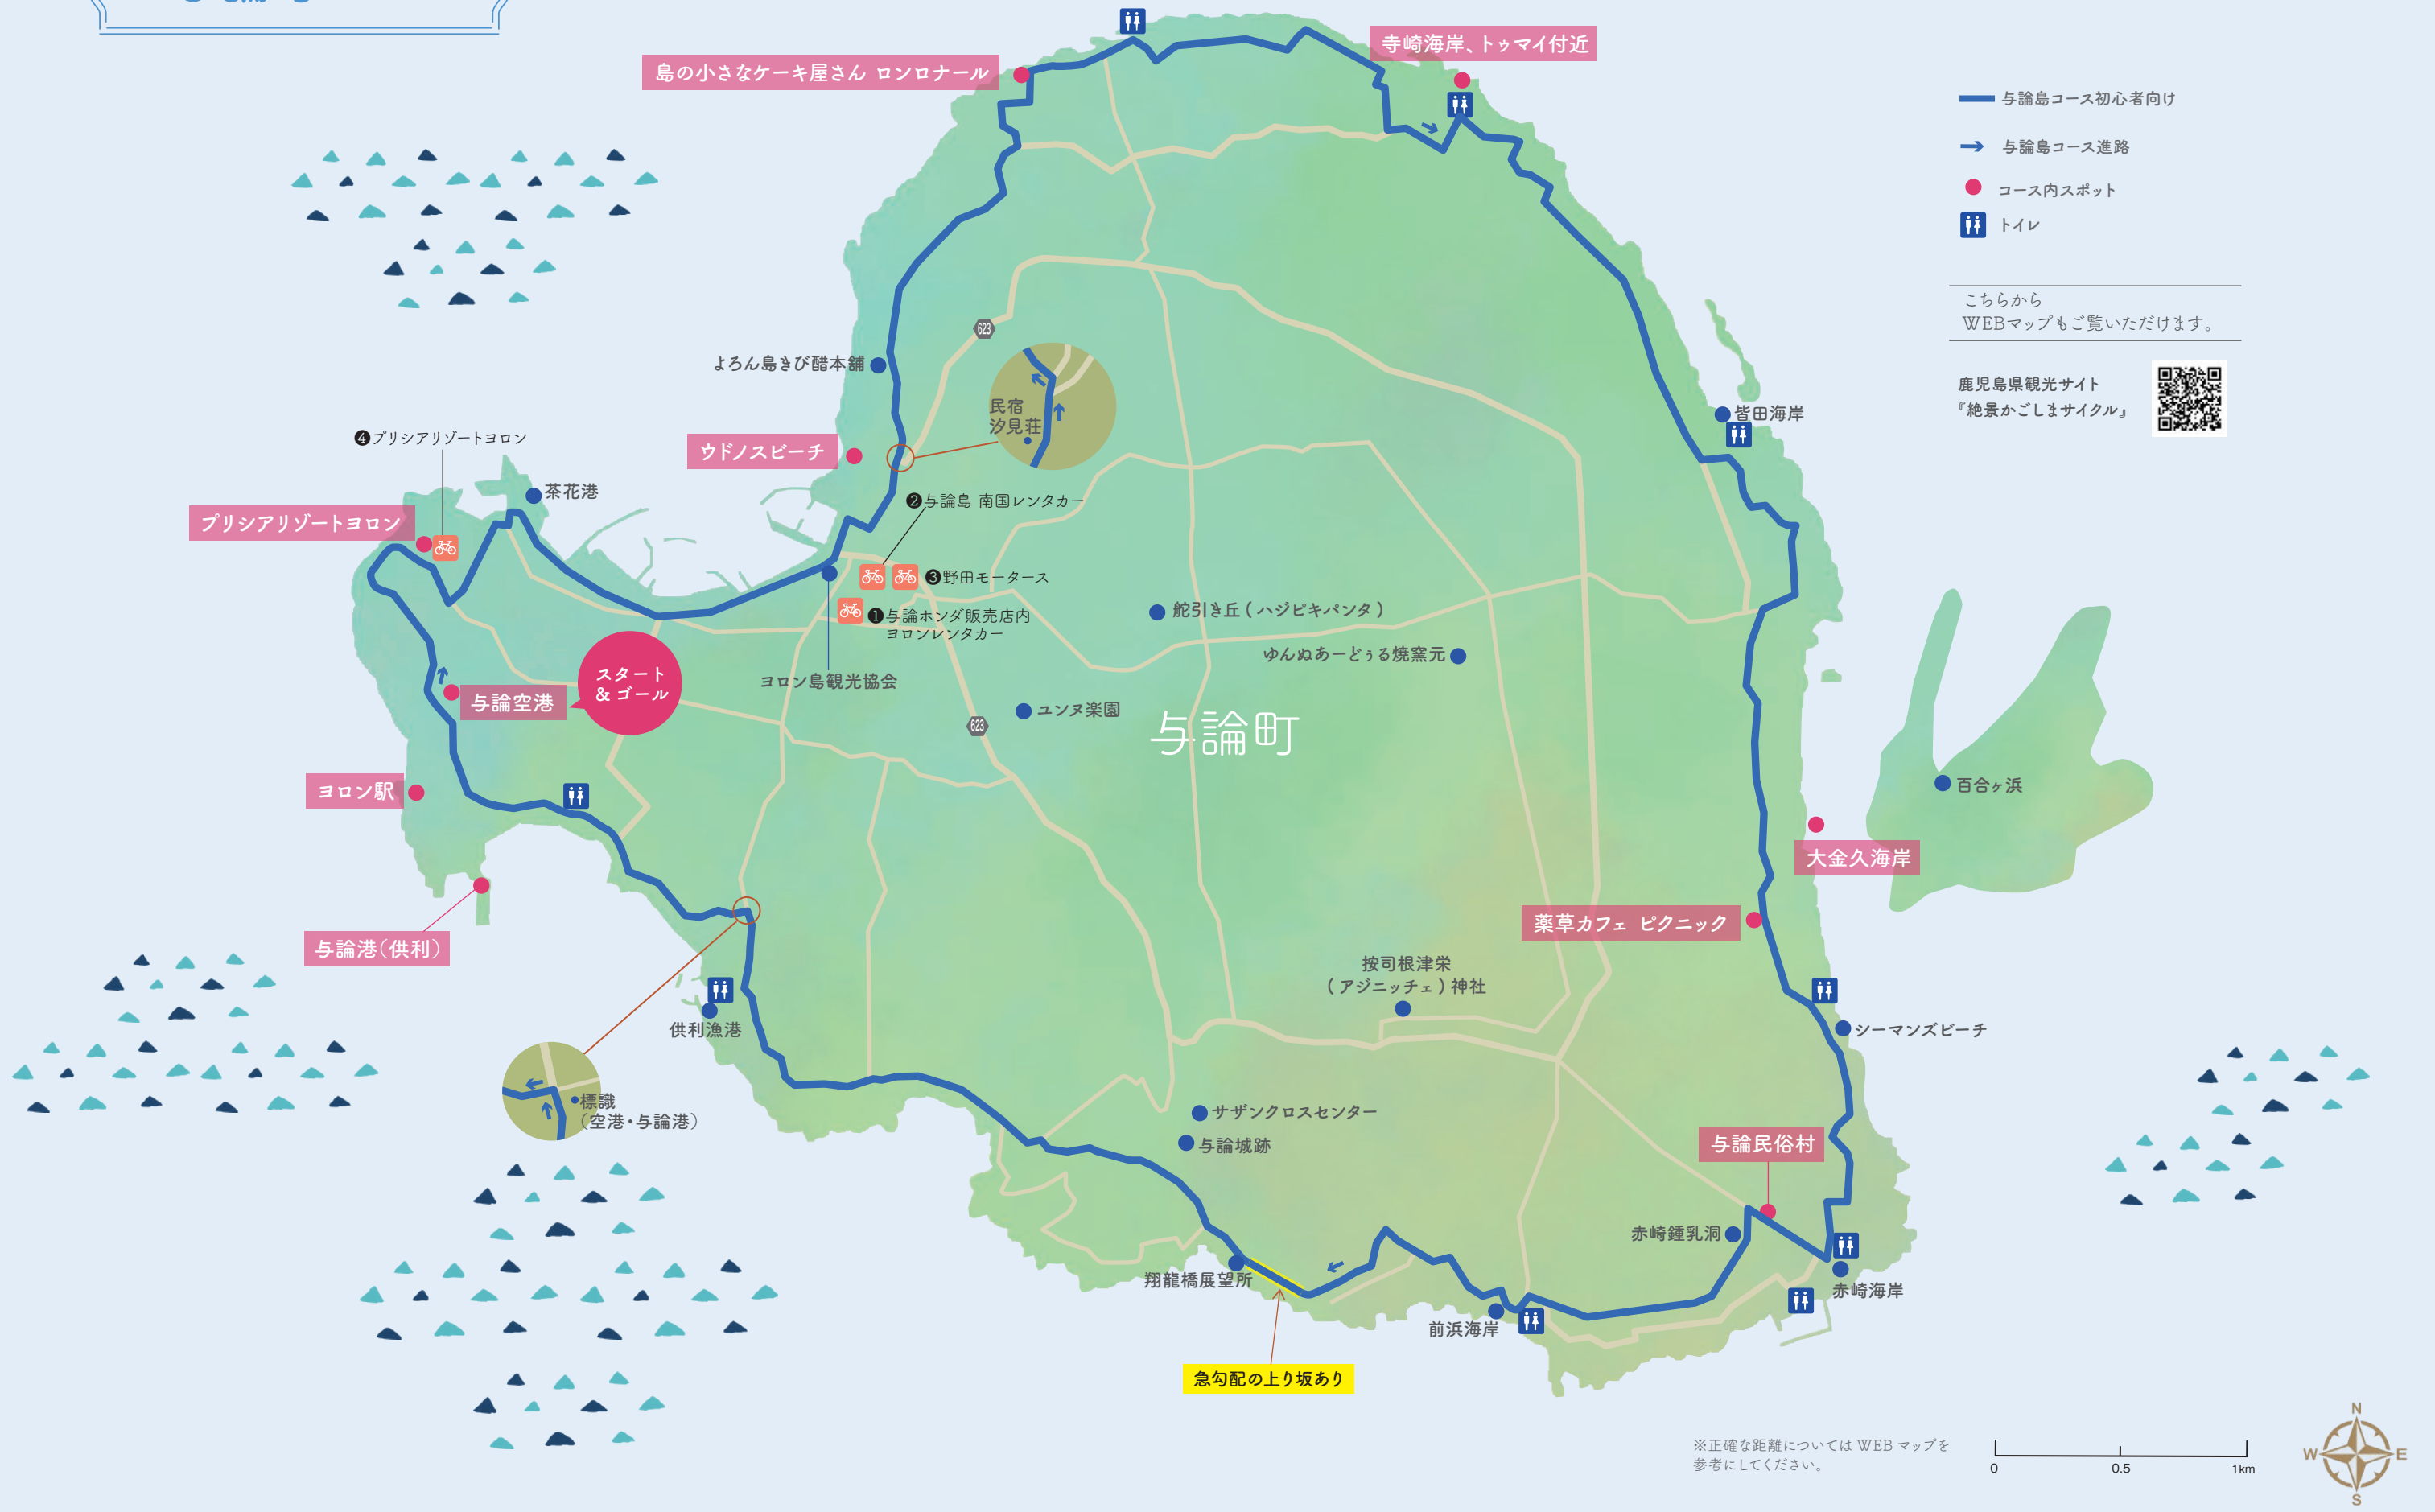 島の小さなケーキ屋さん ロンロナール
寺崎海岸、トゥマイ付近
与論島コース初心者向け
与論島コース進路
コース内スポット
トイレ
こちらから
WEBマップもご覧いただけます。
鹿児島県観光サイト
『絶景かごしまサイクル』
623
よろん島きび酢本舗
民宿
汐見荘
皆田海岸
❹プリシアリゾートヨロン
ウドノスビーチ
茶花港
❷与論島 南国レンタカー
プリシアリゾートヨロン
❸野田モータース
❶与論ホンダ販売店内
ヨロンレンタカー
舵引き丘(ハジピキパンタ)
ゆんぬあーどぅる焼窯元
スタート
&ゴール
与論空港
ヨロン島観光協会
ユンヌ楽園
623
与論町
ヨロン駅
百合ヶ浜
大金久海岸
薬草カフェ ピクニック
与論港(供利)
按司根津栄
(アジニッチェ)神社
供利漁港
シーマンズビーチ
標識
(空港・与論港)
サザンクロスセンター
与論城跡
与論民俗村
赤崎鍾乳洞
翔龍橋展望所
赤崎海岸
前浜海岸
急勾配の上り坂あり
※正確な距離については WEB マップを
参考にしてください。
0 0.5 1km
N
W E
S